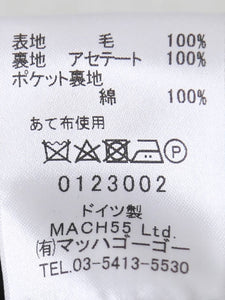 表地 毛 100%
裏地 アセテート 100%
ポケット裏地
綿 100%
あて布使用
P
0123002
ドイツ製
MACH55 Ltd.
㈲マッハゴーゴー
TEL.03-5413-5530